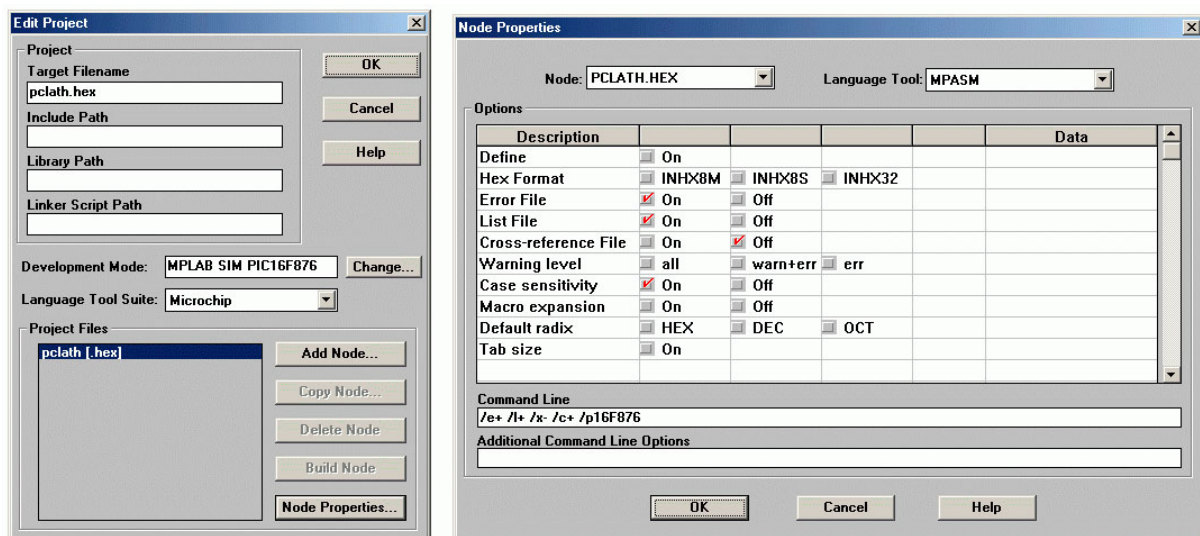 Edit Project
Project
Target Filename
pclath.hex
Include Path
Library Path
Linker Script Path
OK
Cancel
Help
Development Mode: MPLAB SIM PIC16F876 Change...
Language Tool Suite: Microchip
Project Files
pclath [.hex]
Add Node...
Copy Node...
Delete Node
Build Node
Node Properties...
Node Properties
Node: PCLATH.HEX Language Tool: MPASM
Options
Description Data
Define On
Hex Format INHX8M INHX8S INHX32
Error File On Off
List File On Off
Cross-reference File On Off
Warning level all warn+err err
Case sensitivity On Off
Macro expansion On Off
Default radix HEX DEC OCT
Tab size On
Command Line
/e+ /l+ /x- /c+ /p16F876
Additional Command Line Options
OK Cancel Help